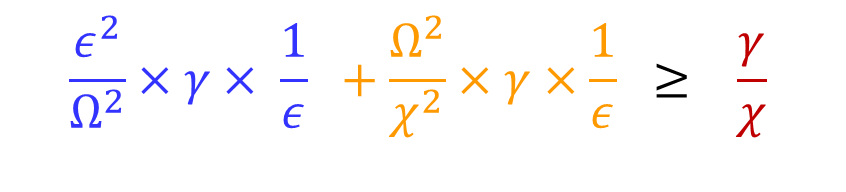 ϵ²/Ω² × γ × 1/ϵ + Ω²/χ² × γ × 1/ϵ ≥ γ/χ